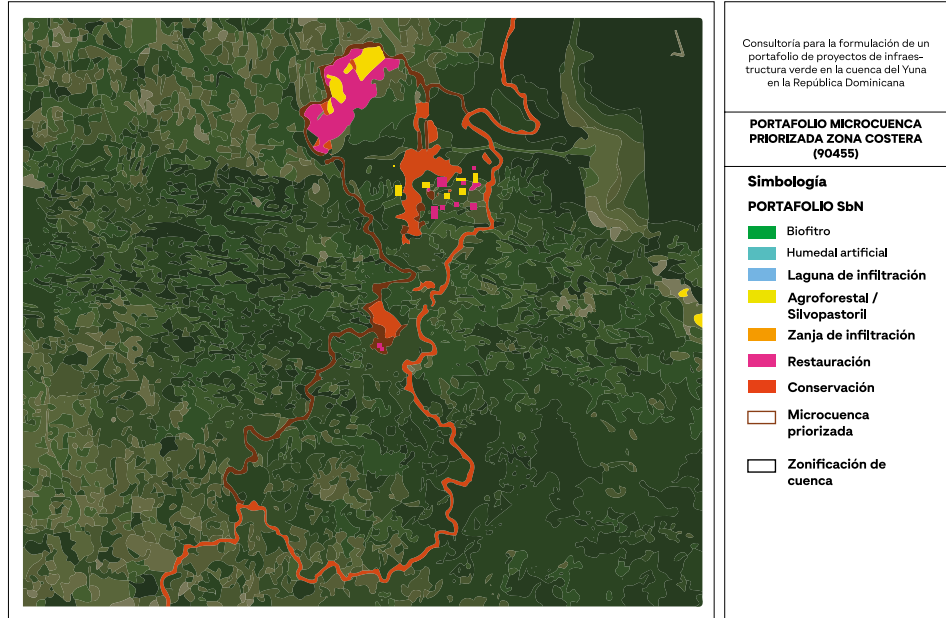 Consultoría para la formulación de un
portafolio de proyectos de infraes-
tructura verde en la cuenca del Yuna
en la República Dominicana
PORTAFOLIO MICROCUENCA
PRIORIZADA ZONA COSTERA
(90455)
Simbología
PORTAFOLIO SbN
Biofitro
Humedal artificial
Laguna de infiltración
Agroforestal /
Silvopastoril
Zanja de infiltración
Restauración
Conservación
Microcuenca
priorizada
Zonificación de
cuenca